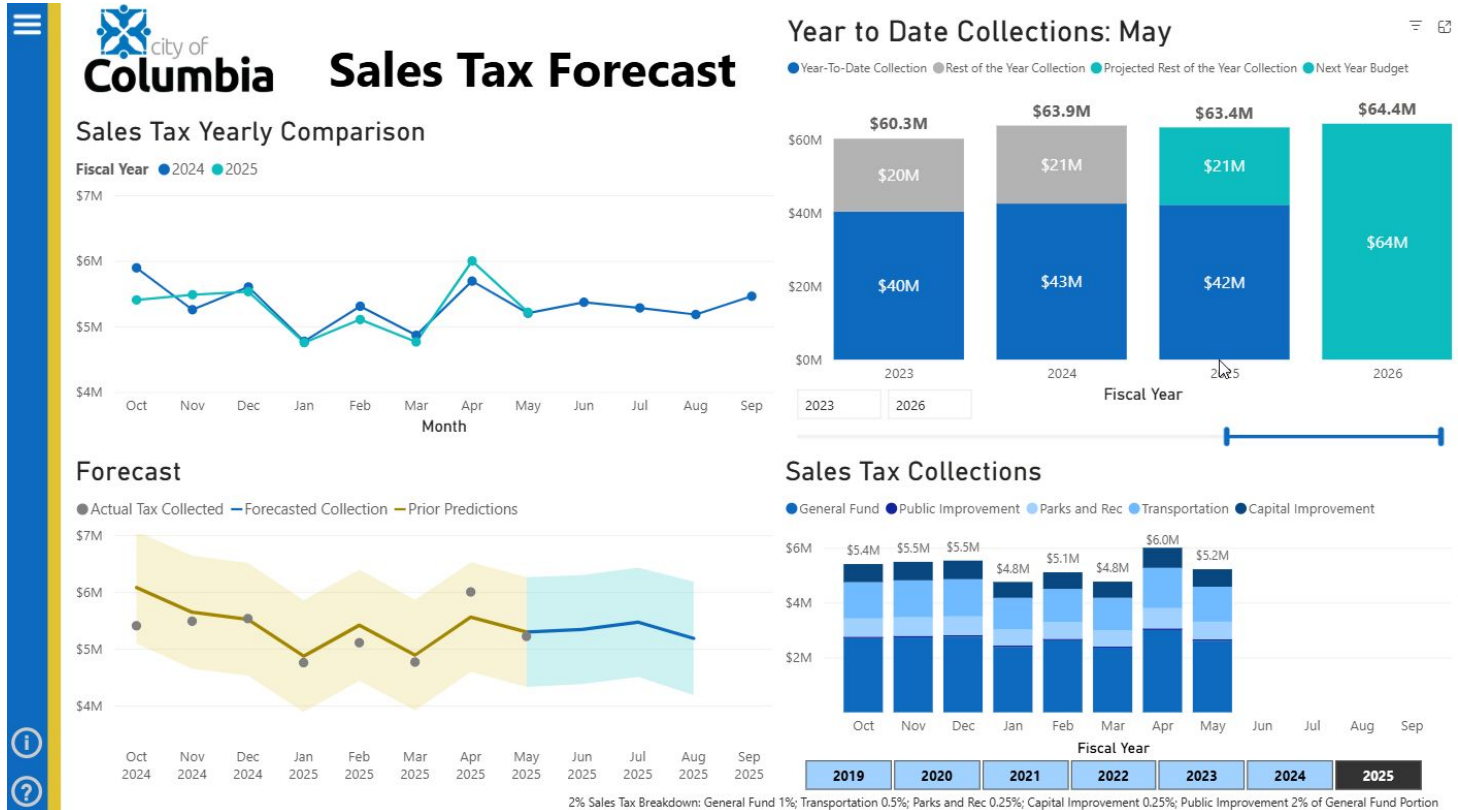 city of
Columbia
Sales Tax Forecast
Sales Tax Yearly Comparison
Fiscal Year 2024 2025
$7M
$6M
$5M
$4M
Oct Nov Dec Jan Feb Mar Apr May Jun Jul Aug Sep
Month
Year to Date Collections: May
Year-To-Date Collection Rest of the Year Collection Projected Rest of the Year Collection Next Year Budget
$60.3M $63.9M $63.4M $64.4M
$60M
$20M $21M $21M
$40M
$64M
$20M
$40M $43M $42M
$0M
2023 2024 2026
Fiscal Year
2023 2026
Forecast
Actual Tax Collected Forecasted Collection Prior Predictions
$7M
$6M
$5M
$4M
Oct Nov Dec Jan Feb Mar Apr May Jun Jul Aug Sep
2024 2024 2024 2025 2025 2025 2025 2025 2025 2025 2025 2025
Sales Tax Collections
General Fund Public Improvement Parks and Rec Transportation Capital Improvement
$6M
$5.4M $5.5M $5.5M $4.8M $5.1M $4.8M $6.0M $5.2M
$4M
$2M
Oct Nov Dec Jan Feb Mar Apr May Jun Jul Aug Sep
Fiscal Year
2019 2020 2021 2022 2023 2024 2025
2% Sales Tax Breakdown: General Fund 1%; Transportation 0.5%; Parks and Rec 0.25%; Capital Improvement 0.25%; Public Improvement 2% of General Fund Portion